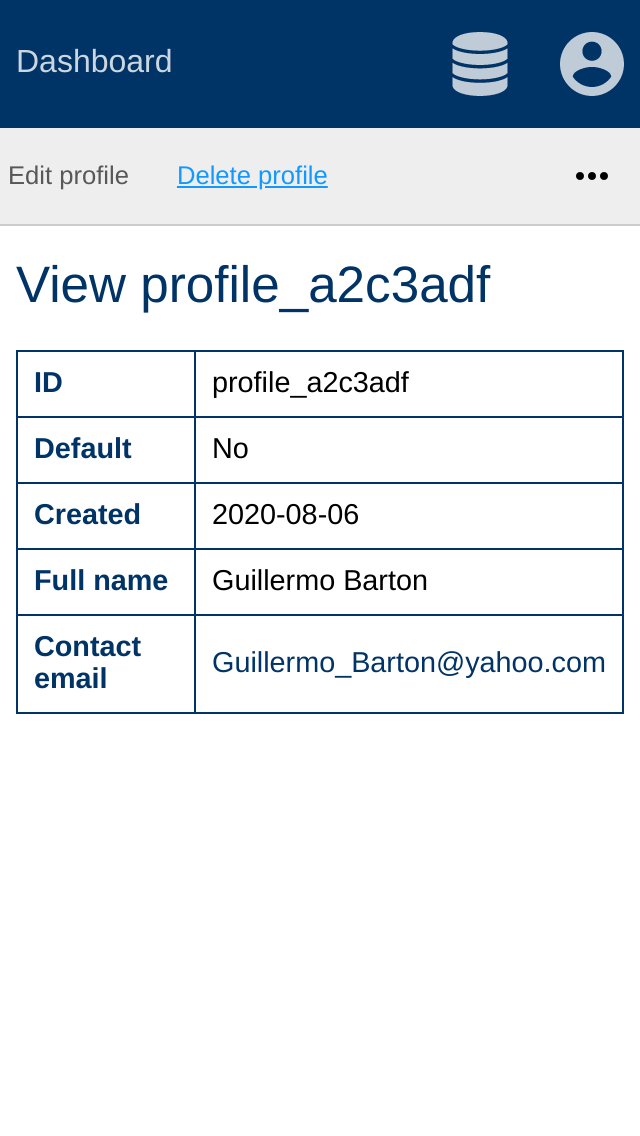 Dashboard
Edit profile Delete profile
View profile_a2c3adf
ID profile_a2c3adf
Default No
Created 2020-08-06
Full name Guillermo Barton
Contact
email Guillermo_Barton@yahoo.com